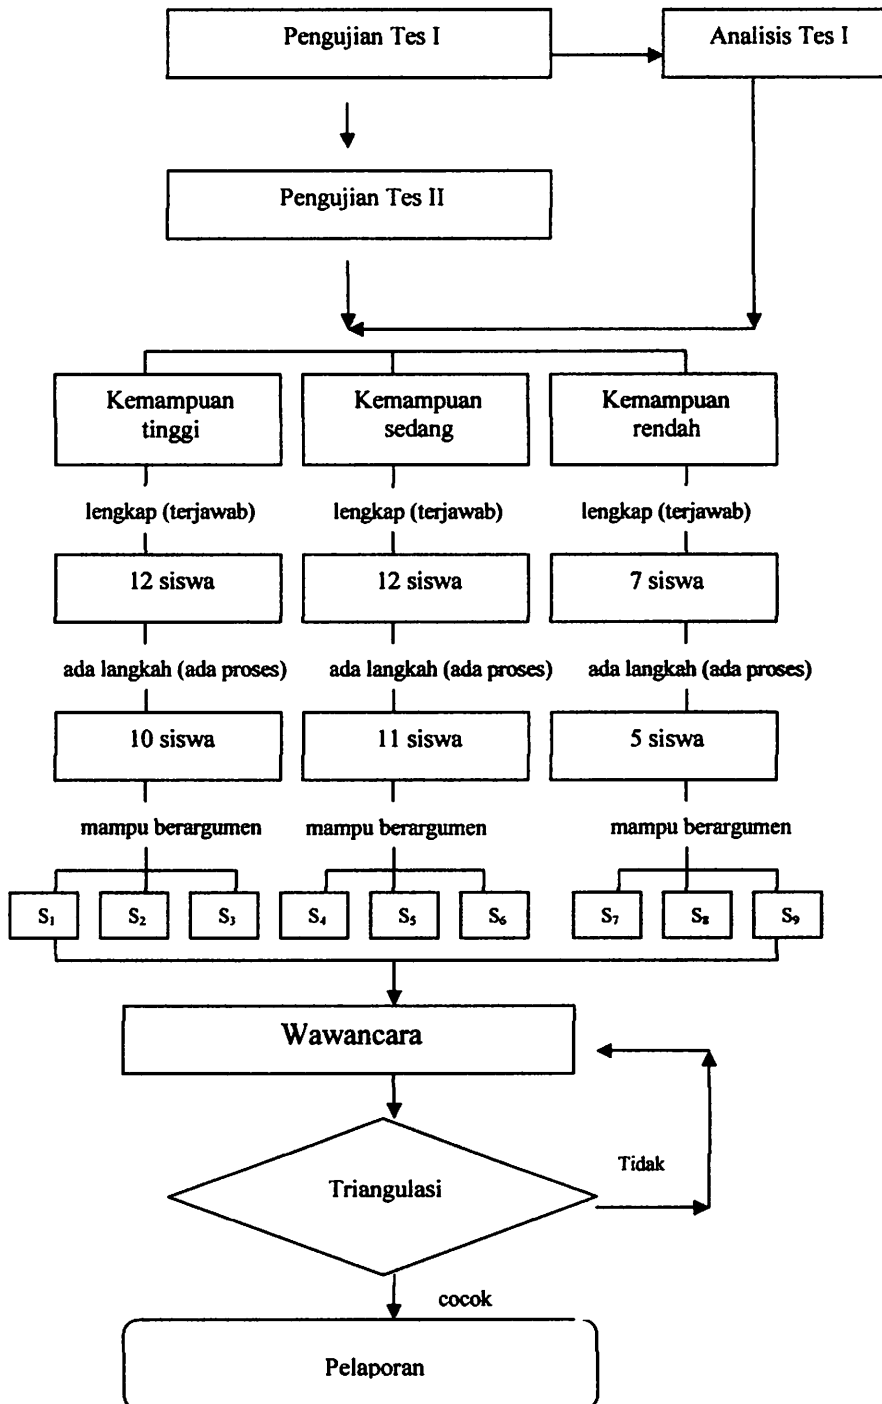 Pengujian Tes I
Analisis Tes I
Pengujian Tes II
Kemampuan
tinggi
Kemampuan
sedang
Kemampuan
rendah
lengkap (terjawab)
lengkap (terjawab)
lengkap (terjawab)
12 siswa
12 siswa
7 siswa
ada langkah (ada proses)
ada langkah (ada proses)
ada langkah (ada proses)
10 siswa
11 siswa
5 siswa
mampu berargumen
mampu berargumen
mampu berargumen
S₁
S₂
S₃
S₄
S₅
S₆
S₇
S₈
S₉
Wawancara
Triangulasi
Tidak
cocok
Pelaporan